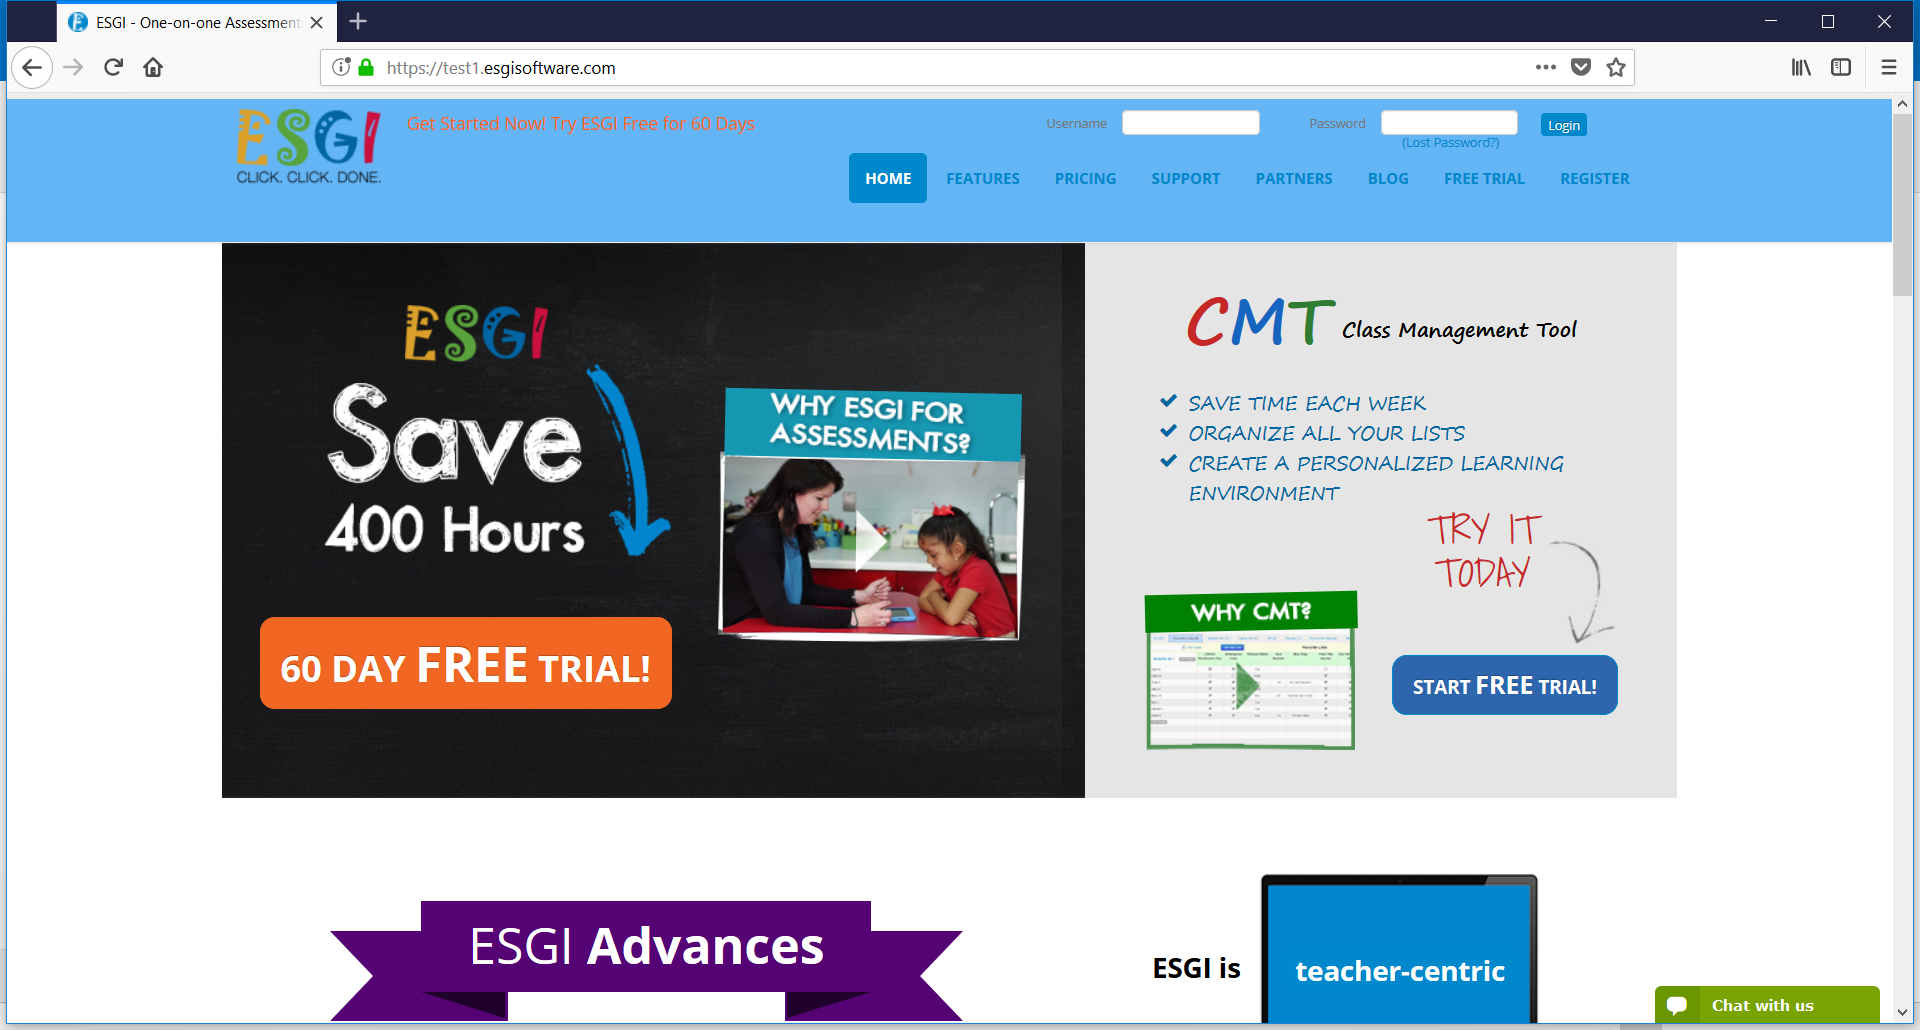 ESGI - One-on-one Assessment
https://test1.esgisoftware.com
ESGI
CLICK. CLICK. DONE.
Get Started Now! Try ESGI Free for 60 Days
Username
Password
Login
(Lost Password?)
HOME FEATURES PRICING SUPPORT PARTNERS BLOG FREE TRIAL REGISTER
ESGI
Save
400 Hours
60 DAY FREE TRIAL!
WHY ESGI FOR
ASSESSMENTS?
CMT Class Management Tool
SAVE TIME EACH WEEK
ORGANIZE ALL YOUR LISTS
CREATE A PERSONALIZED LEARNING
ENVIRONMENT
TRY IT
TODAY
WHY CMT?
START FREE TRIAL!
ESGI Advances
ESGI is
teacher-centric
Chat with us